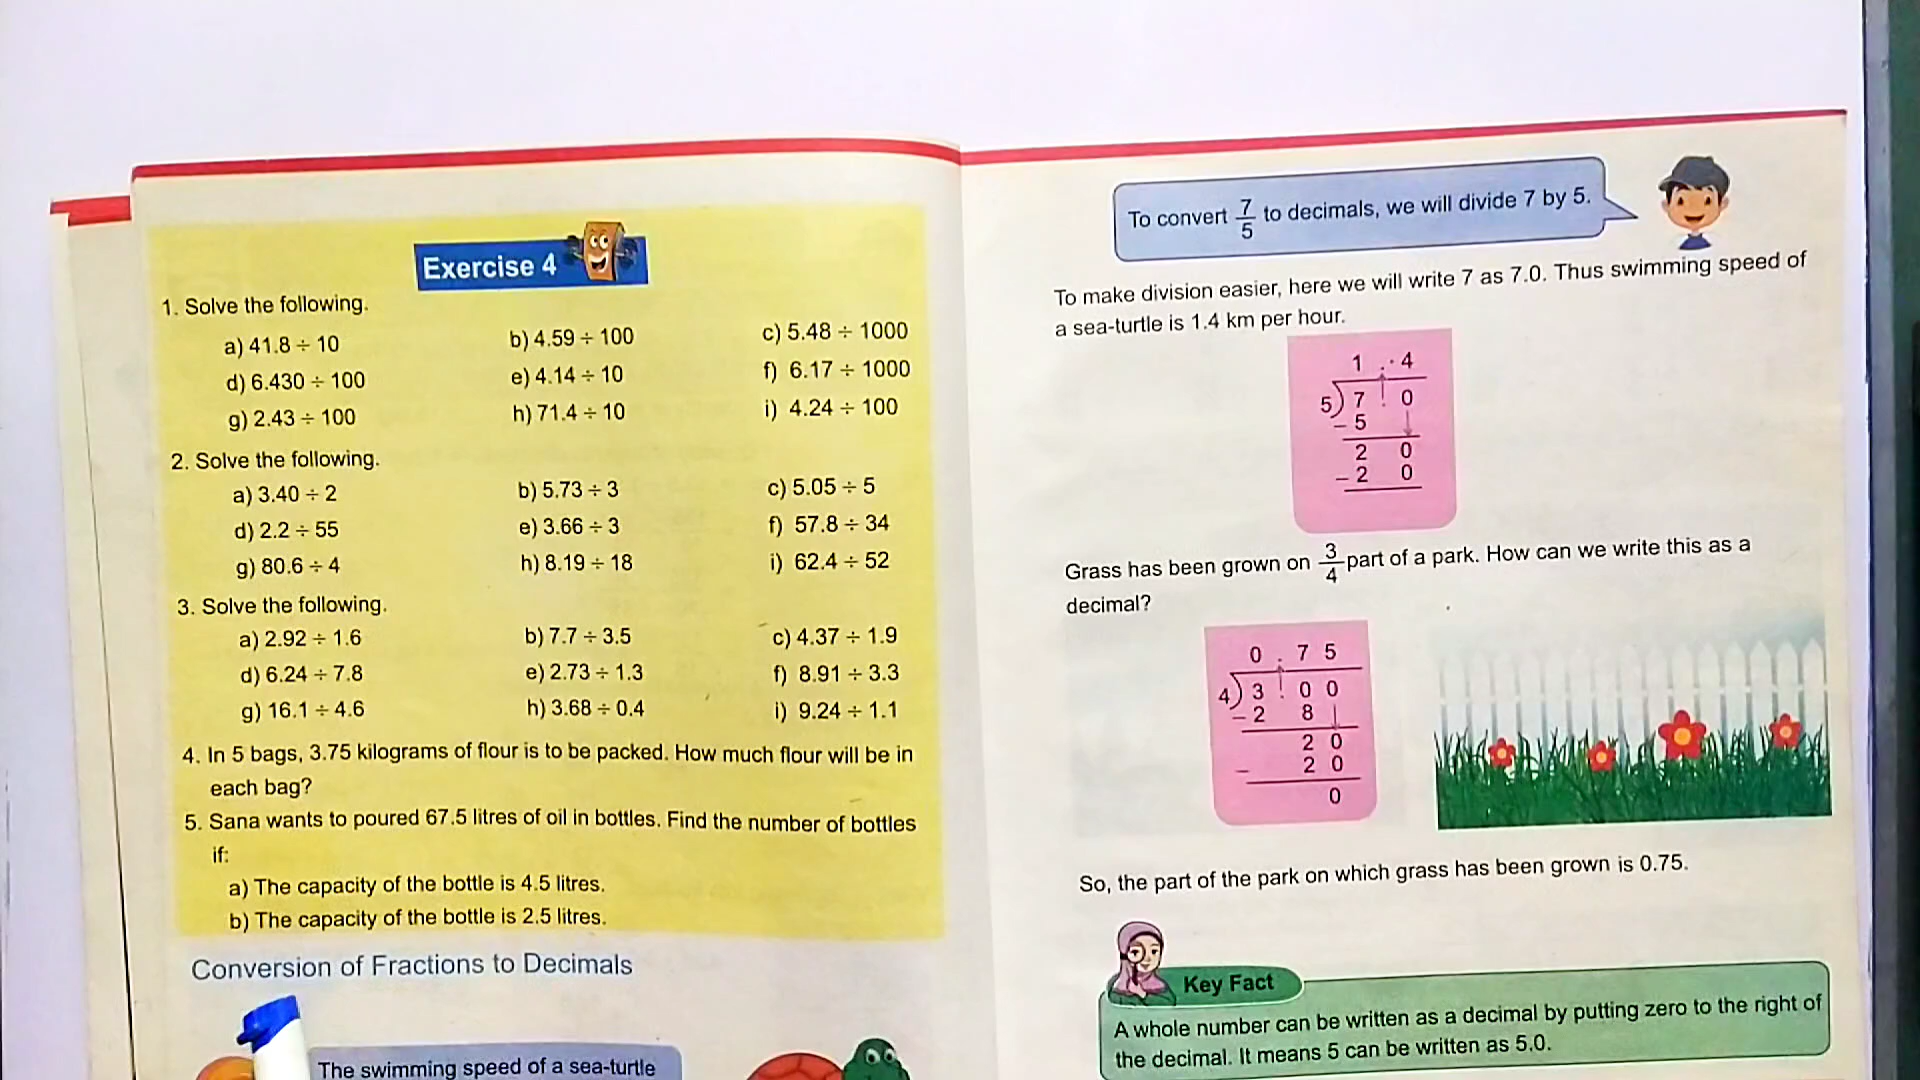 Exercise 4
1. Solve the following.
a) 41.8 ÷ 10 b) 4.59 ÷ 100 c) 5.48 ÷ 1000
d) 6.430 ÷ 100 e) 4.14 ÷ 10 f) 6.17 ÷ 1000
g) 2.43 ÷ 100 h) 71.4 ÷ 10 i) 4.24 ÷ 100
2. Solve the following.
a) 3.40 ÷ 2 b) 5.73 ÷ 3 c) 5.05 ÷ 5
d) 2.2 ÷ 55 e) 3.66 ÷ 3 f) 57.8 ÷ 34
g) 80.6 ÷ 4 h) 8.19 ÷ 18 i) 62.4 ÷ 52
3. Solve the following.
a) 2.92 ÷ 1.6 b) 7.7 ÷ 3.5 c) 4.37 ÷ 1.9
d) 6.24 ÷ 7.8 e) 2.73 ÷ 1.3 f) 8.91 ÷ 3.3
g) 16.1 ÷ 4.6 h) 3.68 ÷ 0.4 i) 9.24 ÷ 1.1
4. In 5 bags, 3.75 kilograms of flour is to be packed. How much flour will be in
each bag?
5. Sana wants to poured 67.5 litres of oil in bottles. Find the number of bottles
if:
a) The capacity of the bottle is 4.5 litres.
b) The capacity of the bottle is 2.5 litres.
Conversion of Fractions to Decimals
The swimming speed of a sea-turtle
To convert 7/5 to decimals, we will divide 7 by 5.
To make division easier, here we will write 7 as 7.0. Thus swimming speed of
a sea-turtle is 1.4 km per hour.
1 . 4
5) 7 . 0
- 5
2 0
- 2 0
Grass has been grown on 3/4 part of a park. How can we write this as a
decimal?
0 . 7 5
4) 3 . 0 0
- 2 8
2 0
- 2 0
0
So, the part of the park on which grass has been grown is 0.75.
Key Fact
A whole number can be written as a decimal by putting zero to the right of
the decimal. It means 5 can be written as 5.0.